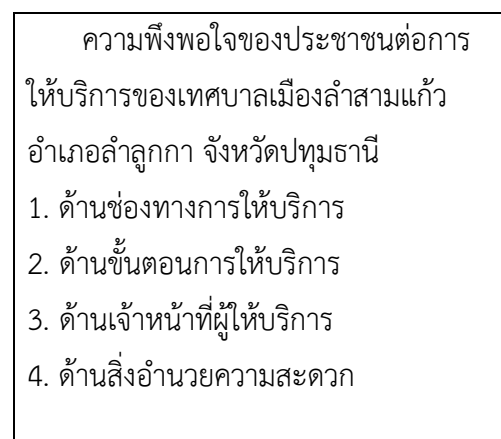 ความพึงพอใจของประชาชนต่อการ
ให้บริการของเทศบาลเมืองลำสามแก้ว
อำเภอลำลูกกา จังหวัดปทุมธานี
1. ด้านช่องทางการให้บริการ
2. ด้านขั้นตอนการให้บริการ
3. ด้านเจ้าหน้าที่ผู้ให้บริการ
4. ด้านสิ่งอำนวยความสะดวก